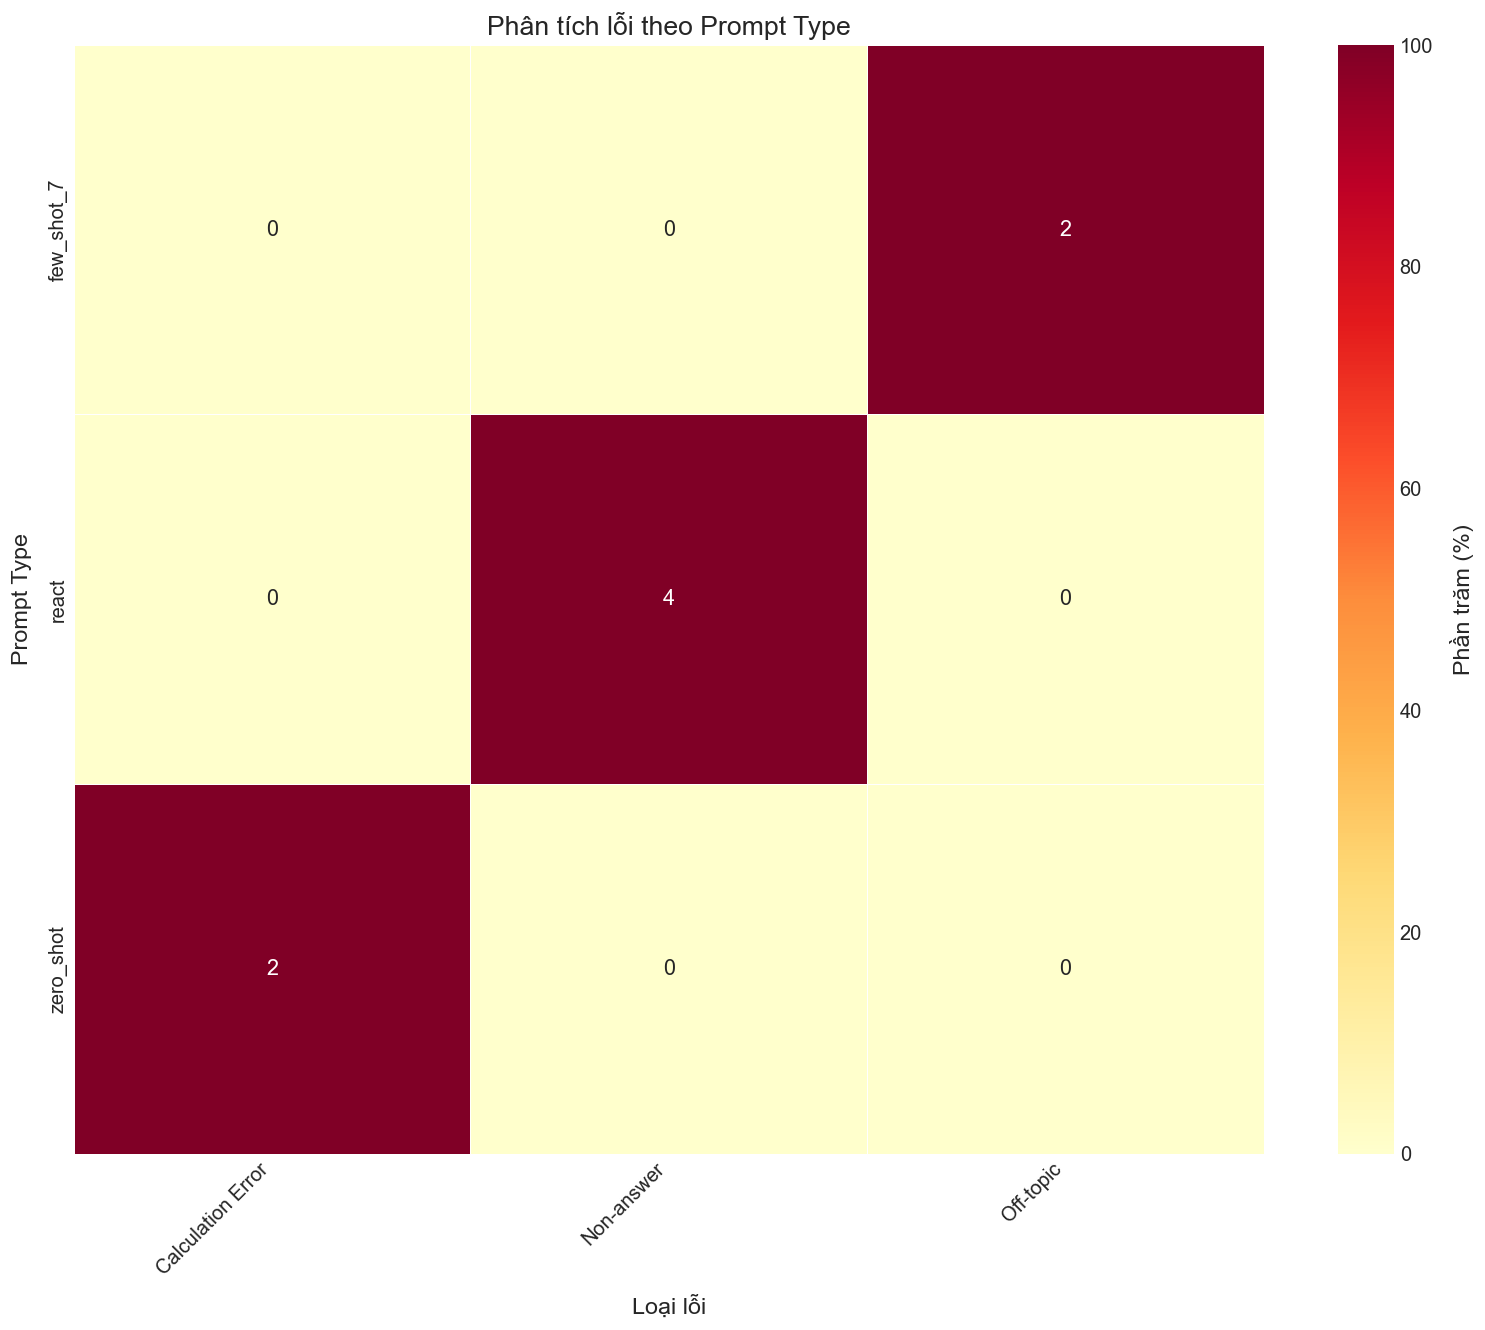 Phân tích lỗi theo Prompt Type
Prompt Type
few_shot_7
0
0
2
react
0
4
0
zero_shot
2
0
0
Calculation Error
Non-answer
Off-topic
Loại lỗi
100
80
60
40
20
0
Phần trăm (%)